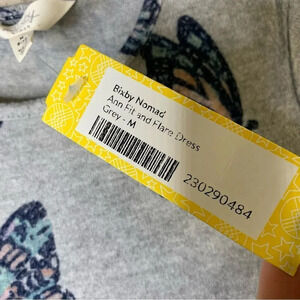 Bixby Nomad
Ann Fit and Flare Dress
Grey - M
230290484